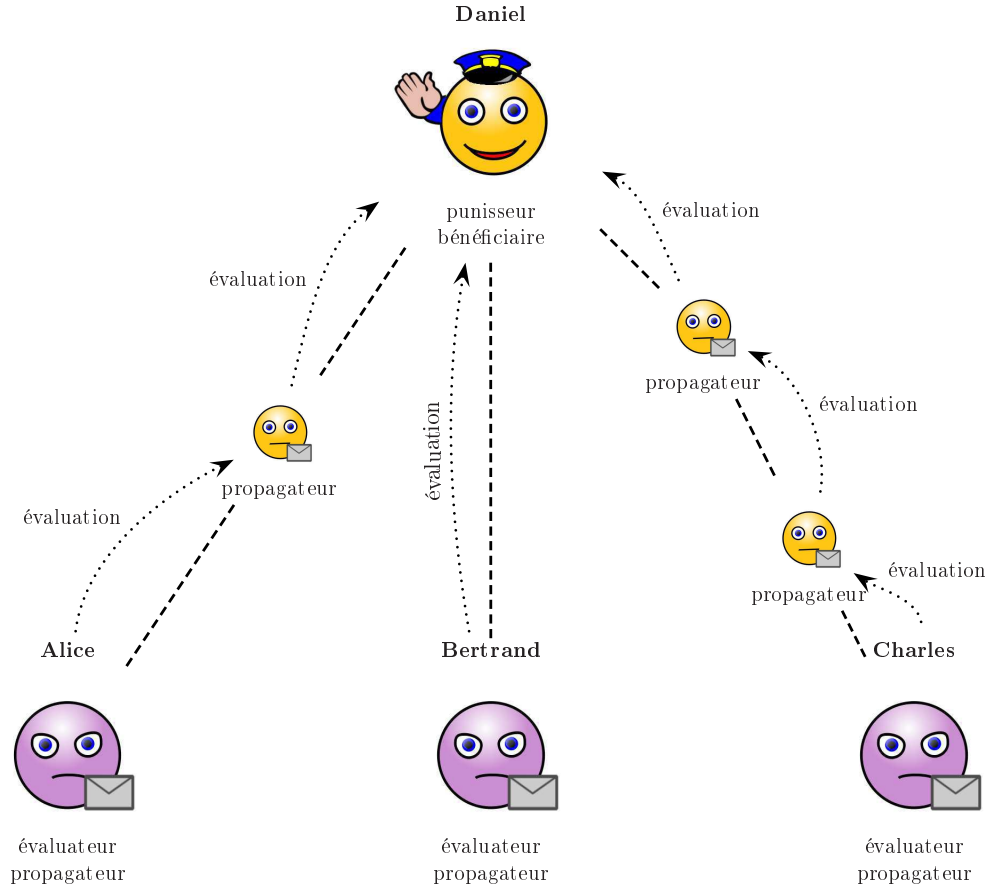 Daniel
punisseur
bénéficiaire
évaluation
évaluation
propagateur
évaluation
évaluation
propagateur
évaluation
évaluation
propagateur
évaluation
Alice
Bertrand
Charles
évaluateur
propagateur
évaluateur
propagateur
évaluateur
propagateur